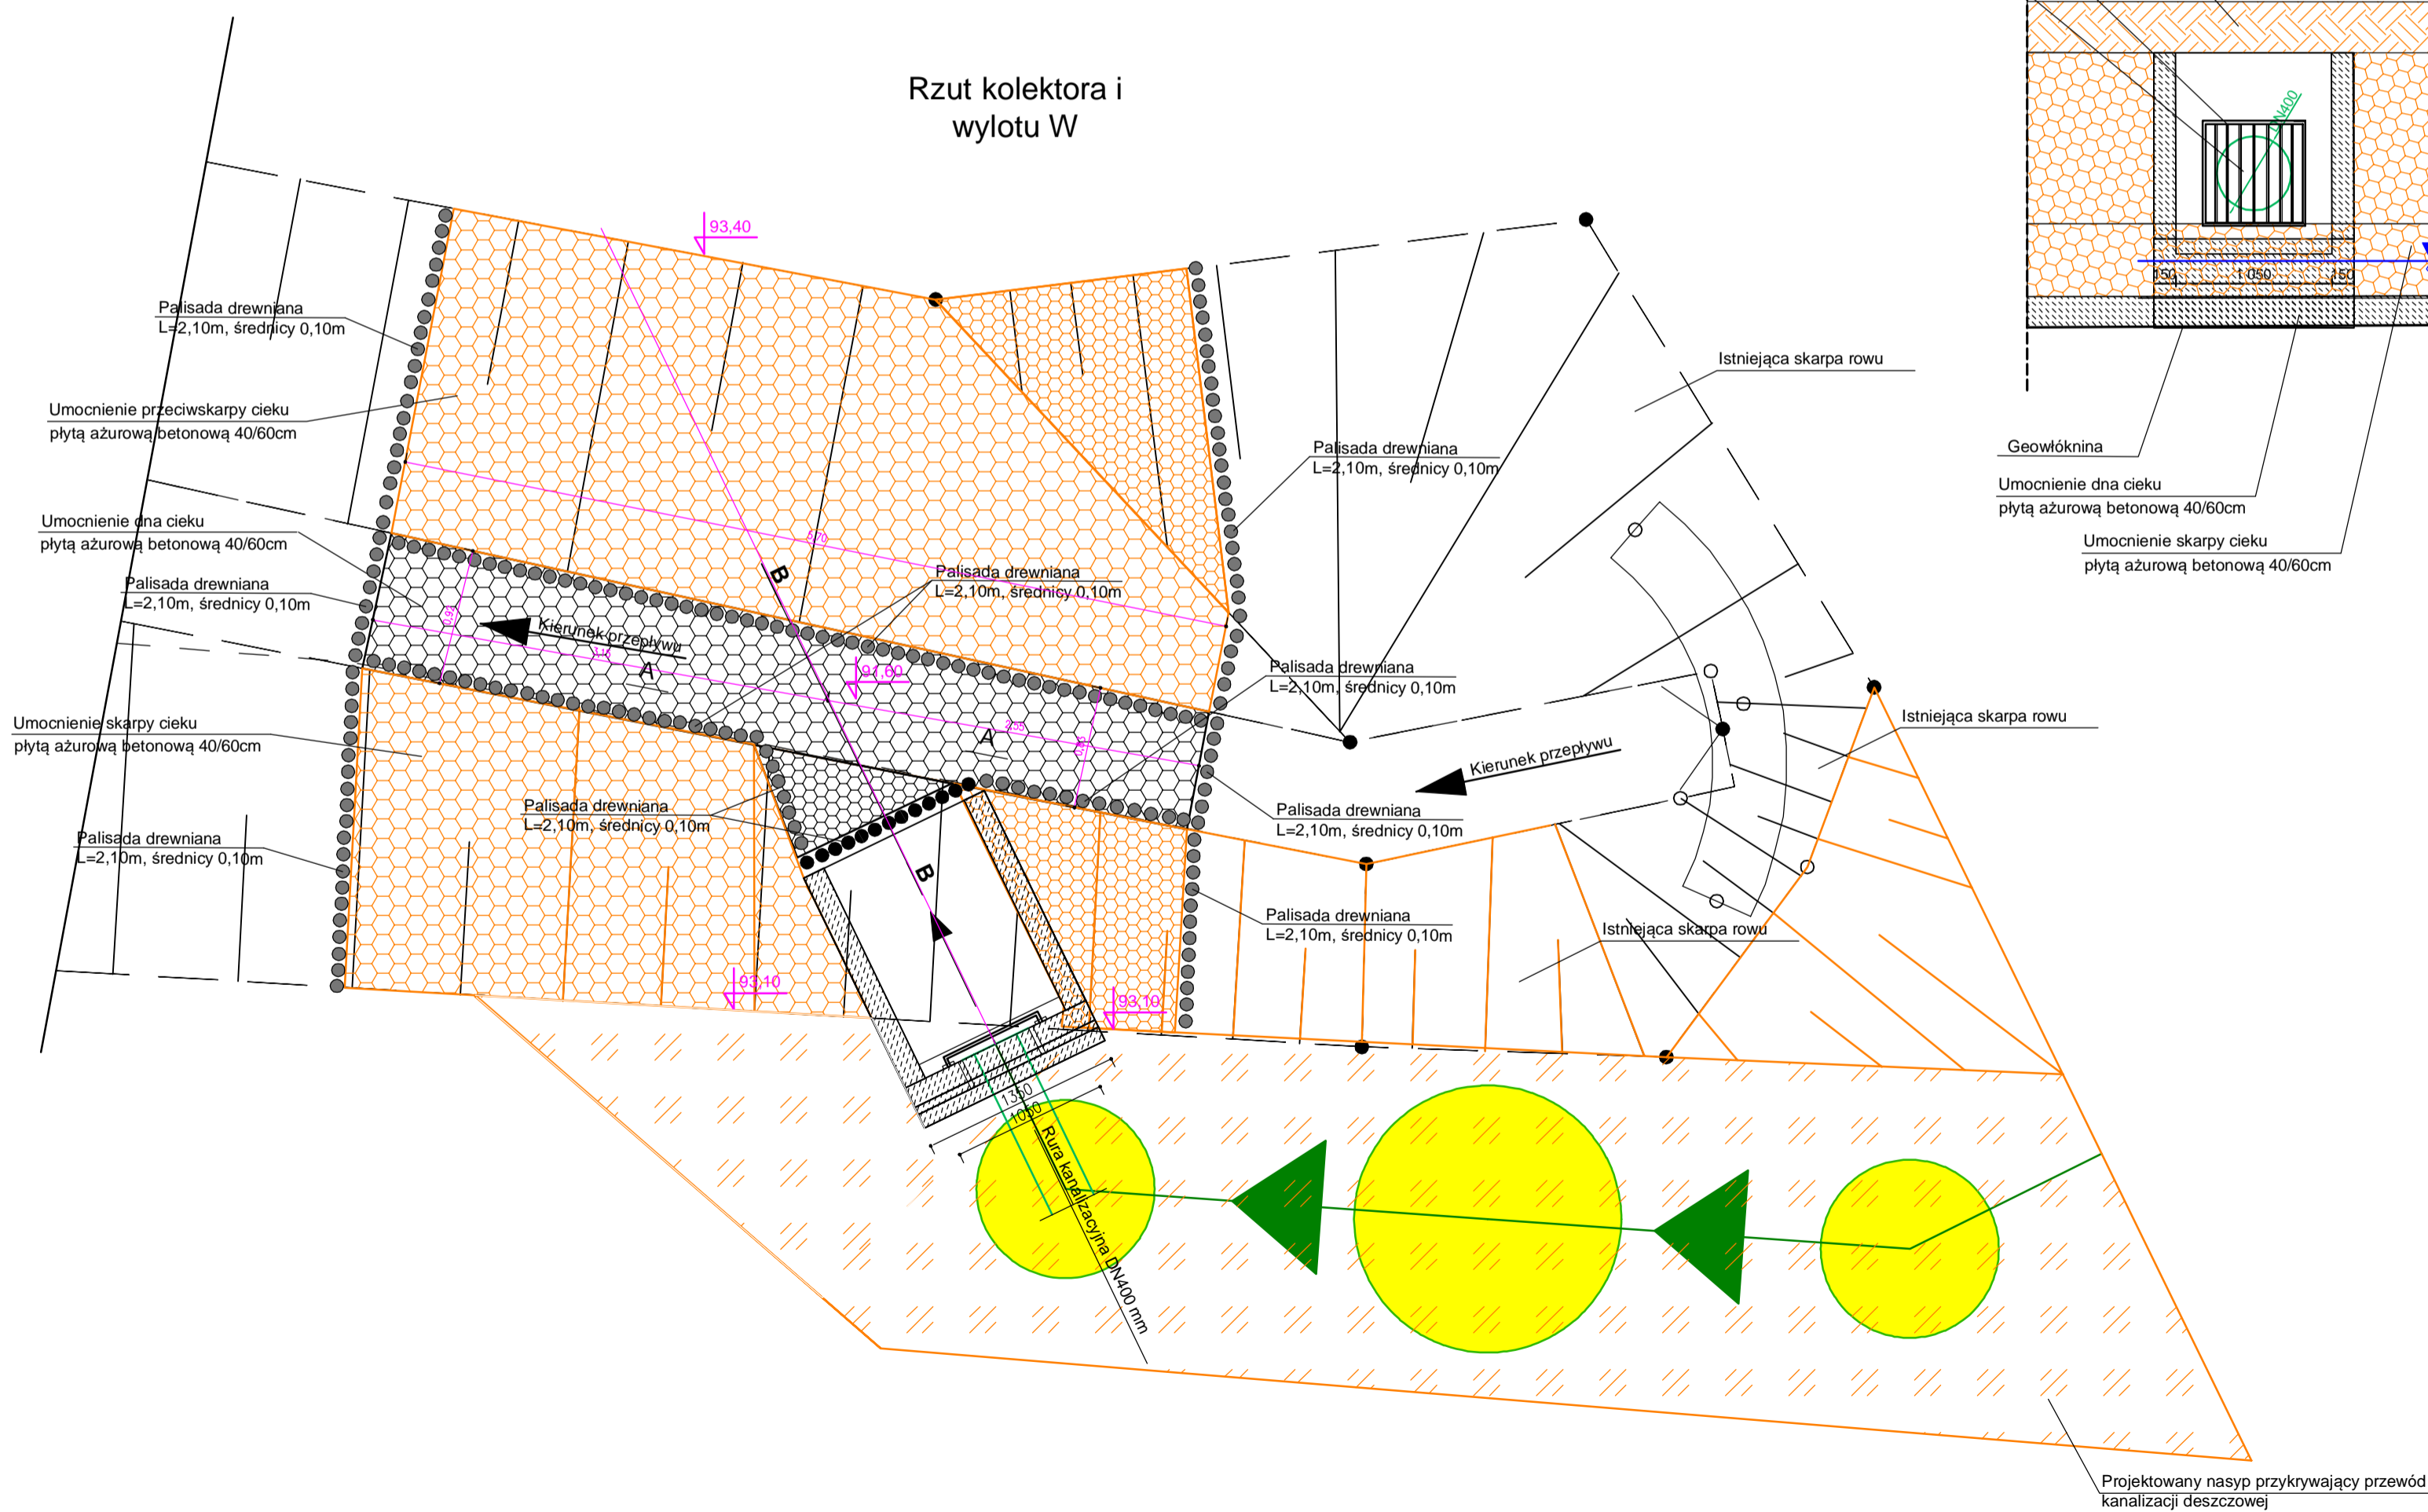 Rzut kolektora i
wylotu W
DN400
150
1 050
150
93,40
Palisada drewniana
L=2,10m, średnicy 0,10m
Istniejąca skarpa rowu
Umocnienie przeciwskarpy cieku
płytą ażurową betonową 40/60cm
Palisada drewniana
L=2,10m, średnicy 0,10m
Geowłóknina
Umocnienie dna cieku
płytą ażurową betonową 40/60cm
Umocnienie skarpy cieku
płytą ażurową betonową 40/60cm
Umocnienie dna cieku
płytą ażurową betonową 40/60cm
5,70
B
Palisada drewniana
L=2,10m, średnicy 0,10m
Palisada drewniana
L=2,10m, średnicy 0,10m
Kierunek przepływu
3,15
A
91,60
Palisada drewniana
L=2,10m, średnicy 0,10m
Umocnienie skarpy cieku
płytą ażurową betonową 40/60cm
Istniejąca skarpa rowu
2,55
A
Kierunek przepływu
Palisada drewniana
L=2,10m, średnicy 0,10m
Palisada drewniana
L=2,10m, średnicy 0,10m
Palisada drewniana
L=2,10m, średnicy 0,10m
B
Palisada drewniana
L=2,10m, średnicy 0,10m
Istniejąca skarpa rowu
93,10
93,10
1350
1050
Rura kanalizacyjna DN400 mm
Projektowany nasyp przykrywający przewód
kanalizacji deszczowej